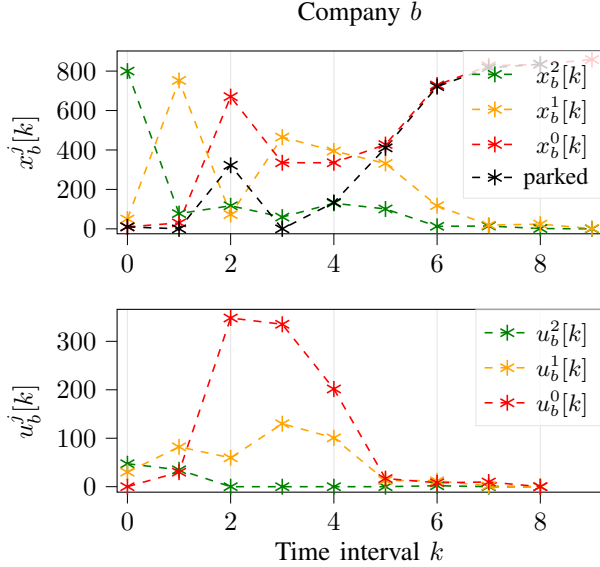 Company $b$
800
600
400
200
0
$x_b^j[k]$
$x_b^2[k]$
$x_b^1[k]$
$x_b^0[k]$
parked
0 2 4 6 8
300
200
100
0
$u_b^j[k]$
$u_b^2[k]$
$u_b^1[k]$
$u_b^0[k]$
0 2 4 6 8
Time interval $k$